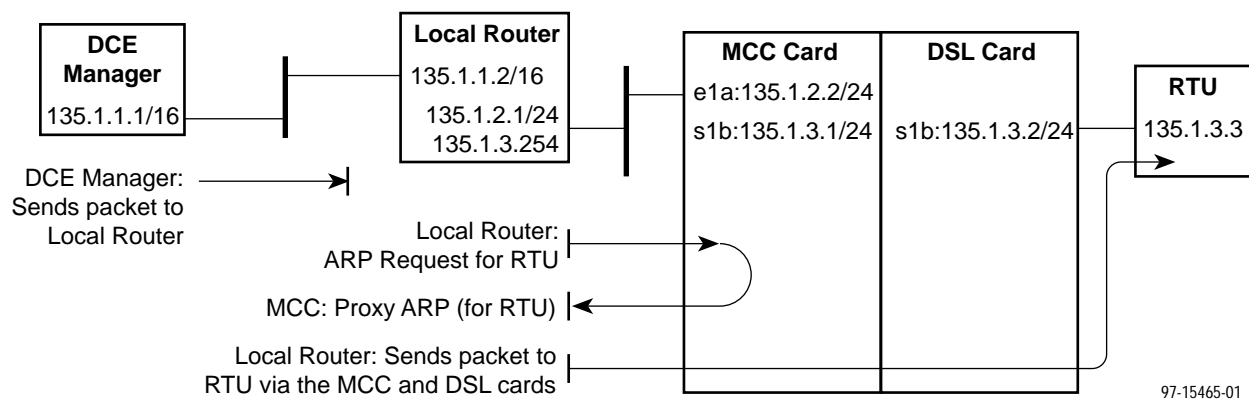 DCE
Manager
135.1.1.1/16
Local Router
135.1.1.2/16
135.1.2.1/24
135.1.3.254
MCC Card
e1a:135.1.2.2/24
s1b:135.1.3.1/24
DSL Card
s1b:135.1.3.2/24
RTU
135.1.3.3
DCE Manager:
Sends packet to
Local Router
Local Router:
ARP Request for RTU
MCC: Proxy ARP (for RTU)
Local Router: Sends packet to
RTU via the MCC and DSL cards
97-15465-01